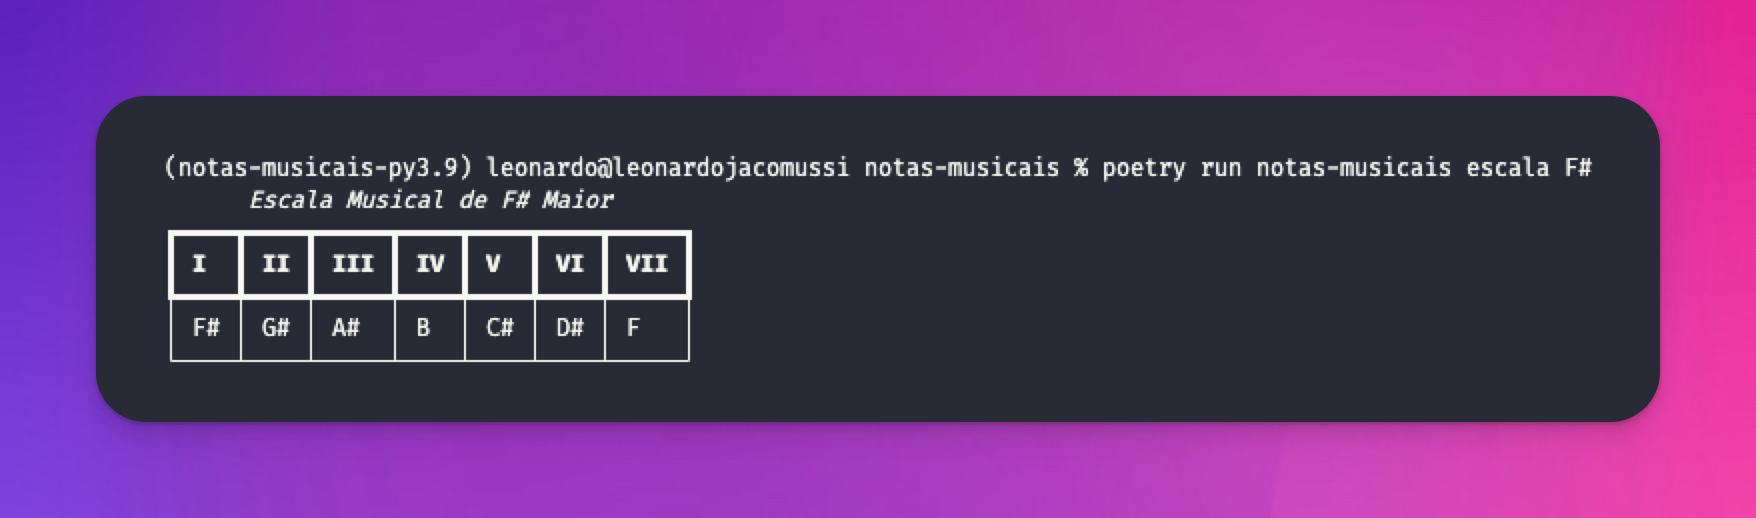 (notas-musicais-py3.9) leonardo@leonardojacomussi notas-musicais % poetry run notas-musicais escala F#
Escala Musical de F# Maior
I II III IV V VI VII
F# G# A# B C# D# F